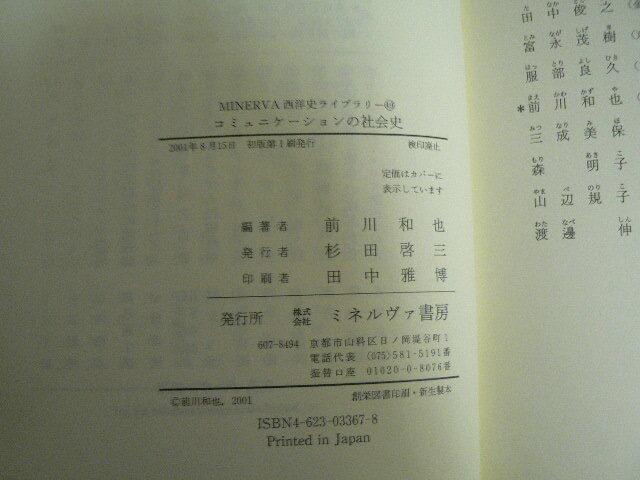 MINERVA西洋史ライブラリー
コミュニケーションの社会史
2001年8月15日 初版第1刷発行 検印廃止
定価はカバーに
表示しています
編著者 前川和也
発行者 杉田啓三
印刷者 田中雅博
発行所 株式会社 ミネルヴァ書房
607-8494 京都市山科区日ノ岡堤谷町1
電話代表 (075)581-5191番
振替口座 01020-0-8076番
©前川和也, 2001 創栄図書印刷・新生製本
ISBN4-623-03367-8
Printed in Japan
田中俊之
富永茂樹
服部良久
*前川和也
三成美保
森明子
山辺規子
渡邊伸